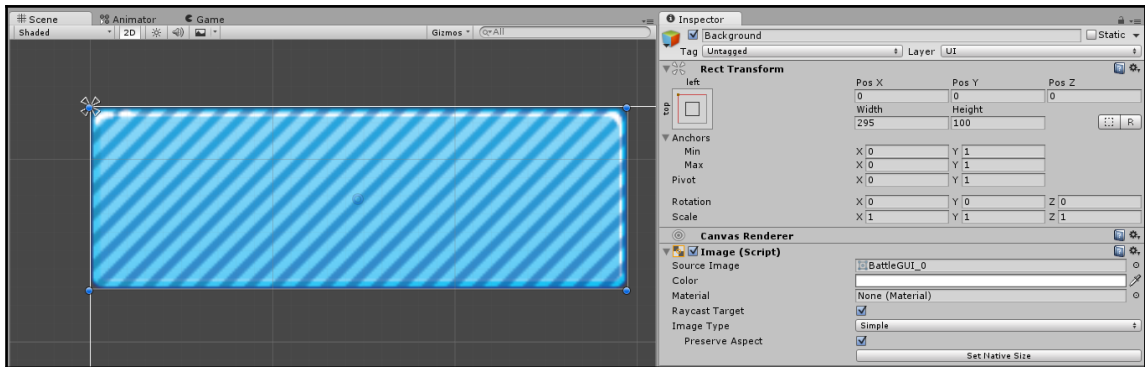 Scene Animator Game
Shaded 2D Gizmos All
Inspector
Background Static
Tag Untagged Layer UI
Rect Transform
left Pos X Pos Y Pos Z
0 0 0
top Width Height
295 100 R
Anchors
Min X 0 Y 1
Max X 0 Y 1
Pivot X 0 Y 1
Rotation X 0 Y 0 Z 0
Scale X 1 Y 1 Z 1
Canvas Renderer
Image (Script)
Source Image BattleGUI_0
Color
Material None (Material)
Raycast Target
Image Type Simple
Preserve Aspect
Set Native Size